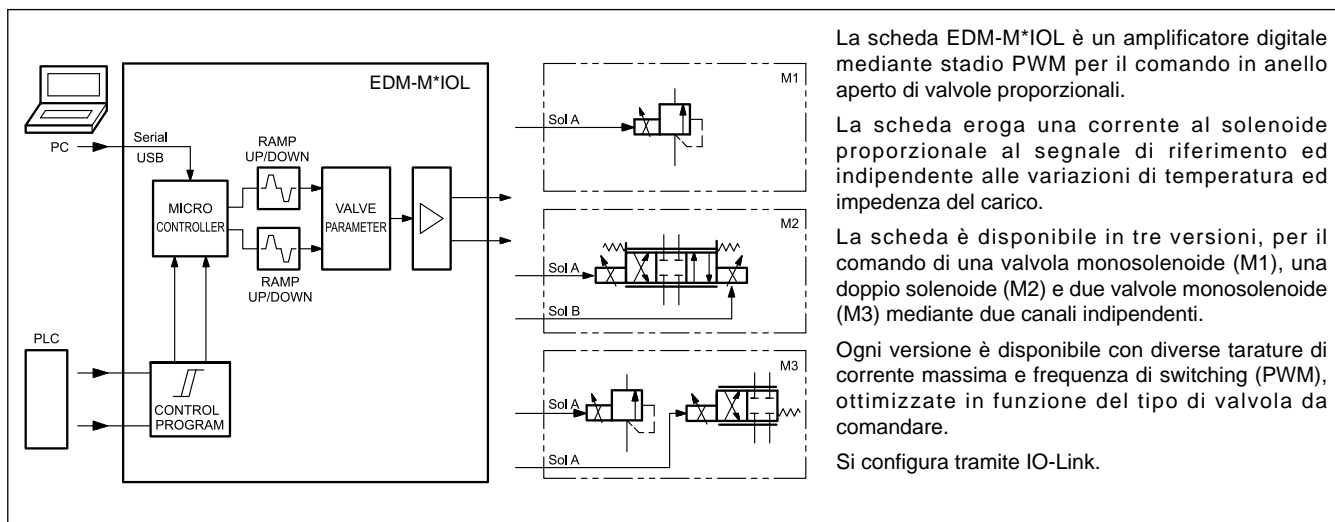 EDM-M*IOL
PC
Serial
USB
RAMP
UP/DOWN
MICRO
CONTROLLER
VALVE
PARAMETER
RAMP
UP/DOWN
PLC
CONTROL
PROGRAM
M1
Sol A
M2
Sol A
Sol B
M3
Sol A
Sol A
La scheda EDM-M*IOL è un amplificatore digitale
mediante stadio PWM per il comando in anello
aperto di valvole proporzionali.
La scheda eroga una corrente al solenoide
proporzionale al segnale di riferimento ed
indipendente alle variazioni di temperatura ed
impedenza del carico.
La scheda è disponibile in tre versioni, per il
comando di una valvola monosolenoide (M1), una
doppio solenoide (M2) e due valvole monosolenoide
(M3) mediante due canali indipendenti.
Ogni versione è disponibile con diverse tarature di
corrente massima e frequenza di switching (PWM),
ottimizzate in funzione del tipo di valvola da
comandare.
Si configura tramite IO-Link.